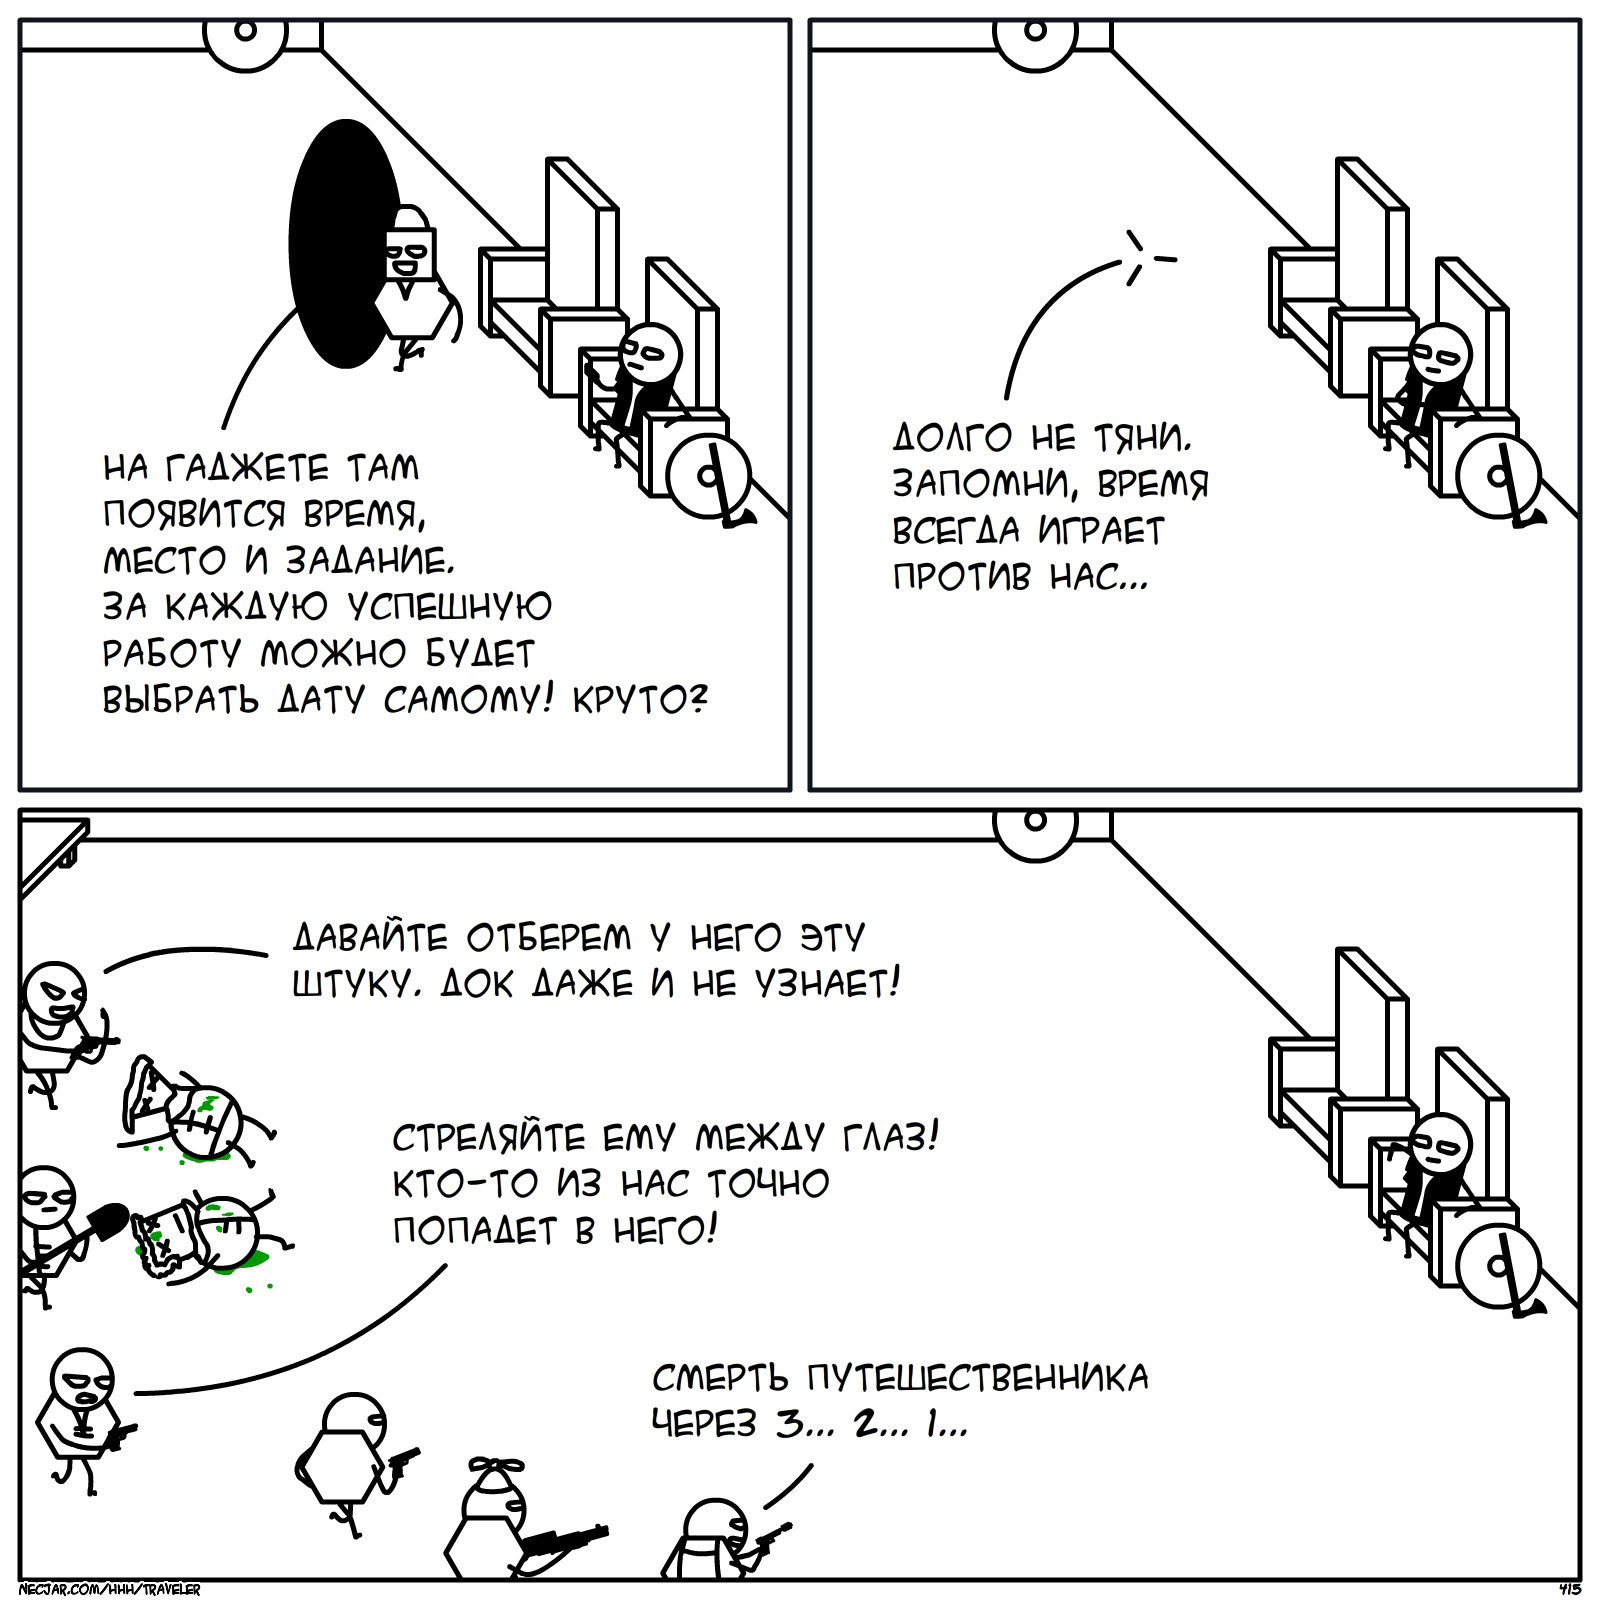 НА ГАДЖЕТЕ ТАМ
ПОЯВИТСЯ ВРЕМЯ,
МЕСТО И ЗАДАНИЕ.
ЗА КАЖДУЮ УСПЕШНУЮ
РАБОТУ МОЖНО БУДЕТ
ВЫБРАТЬ ДАТУ САМОМУ! КРУТО?
ДОЛГО НЕ ТЯНИ.
ЗАПОМНИ, ВРЕМЯ
ВСЕГДА ИГРАЕТ
ПРОТИВ НАС...
ДАВАЙТЕ ОТБЕРЕМ У НЕГО ЭТУ
ШТУКУ. ДОК ДАЖЕ И НЕ УЗНАЕТ!
СТРЕЛЯЙТЕ ЕМУ МЕЖДУ ГЛАЗ!
КТО-ТО ИЗ НАС ТОЧНО
ПОПАДЕТ В НЕГО!
СМЕРТЬ ПУТЕШЕСТВЕННИКА
ЧЕРЕЗ 3... 2... 1...
NECJAR.COM/HHH/TRAVELER
4/5